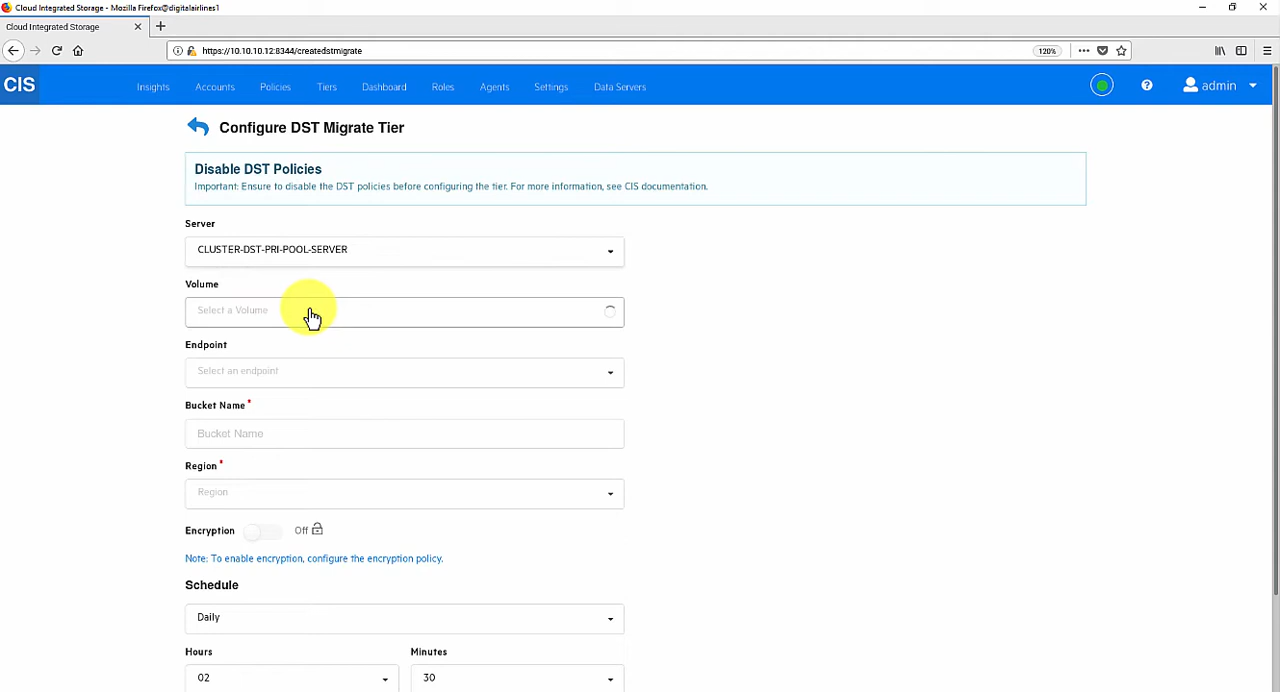 Cloud Integrated Storage - Mozilla Firefox@digitalairlines1
Cloud Integrated Storage
https://10.10.10.12:8344/createdstmigrate
120%
CIS
Insights
Accounts
Policies
Tiers
Dashboard
Roles
Agents
Settings
Data Servers
admin
Configure DST Migrate Tier
Disable DST Policies
Important: Ensure to disable the DST policies before configuring the tier. For more information, see CIS documentation.
Server
CLUSTER-DST-PRI-POOL-SERVER
Volume
Select a Volume
Endpoint
Select an endpoint
Bucket Name *
Bucket Name
Region *
Region
Encryption Off
Note: To enable encryption, configure the encryption policy.
Schedule
Daily
Hours Minutes
02 30